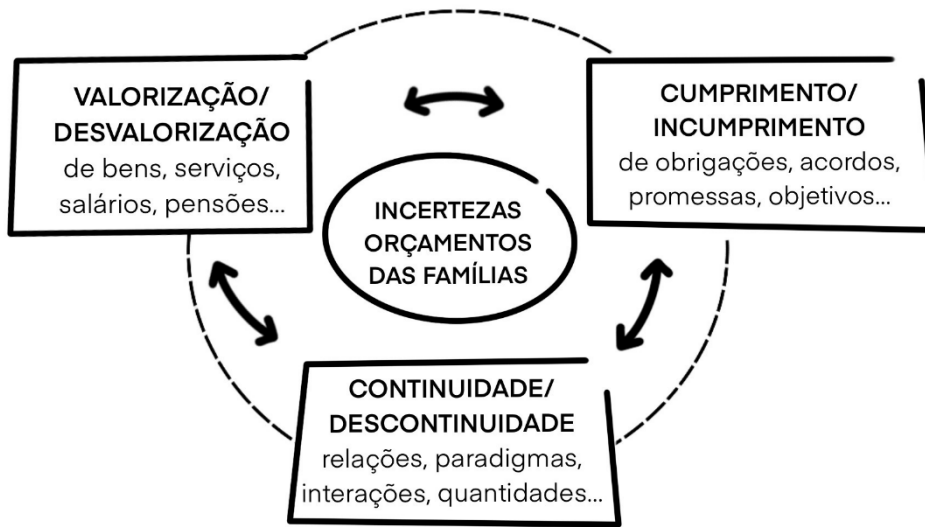 VALORIZAÇÃO/
DESVALORIZAÇÃO
de bens, serviços,
salários, pensões...
CUMPRIMENTO/
INCUMPRIMENTO
de obrigações, acordos,
promessas, objetivos...
INCERTEZAS
ORÇAMENTOS
DAS FAMÍLIAS
CONTINUIDADE/
DESCONTINUIDADE
relações, paradigmas,
interações, quantidades...